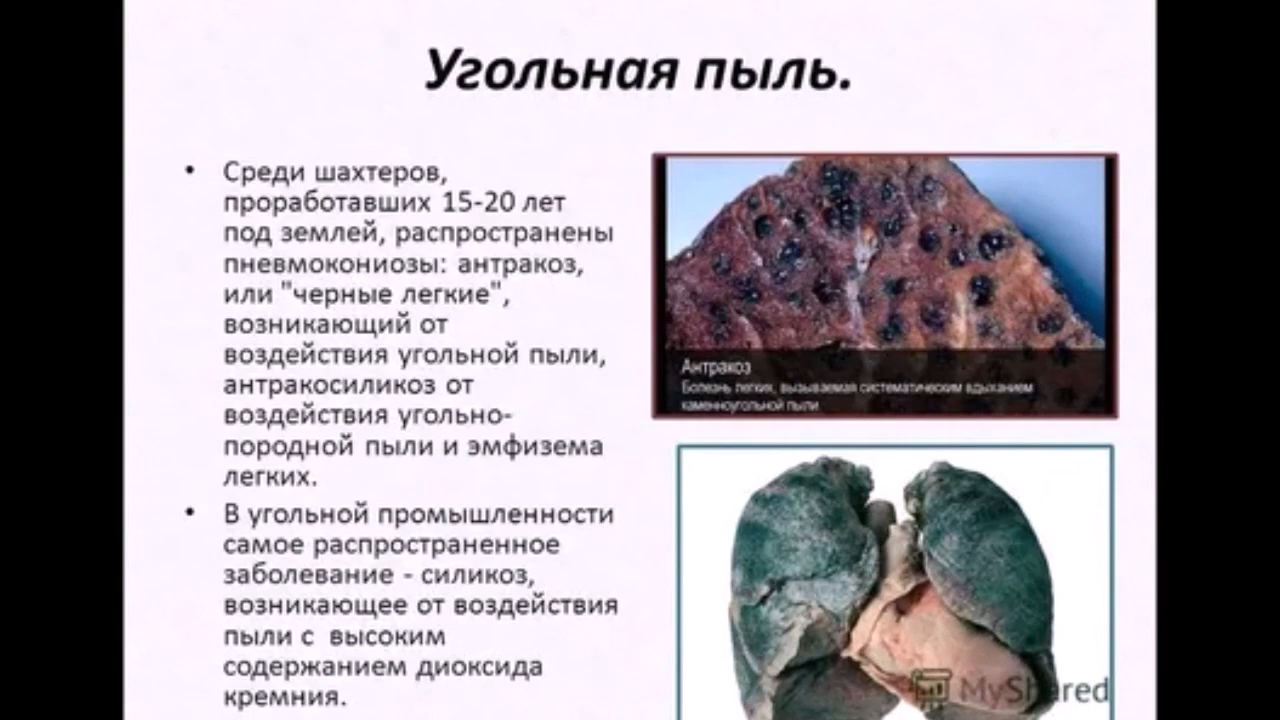 Угольная пыль.
• Среди шахтеров,
проработавших 15-20 лет
под землей, распространены
пневмокониозы: антракоз,
или "черные легкие",
возникающий от
воздействия угольной пыли,
антракосиликоз от
воздействия угольно-
породной пыли и эмфизема
легких.
• В угольной промышленности
самое распространенное
заболевание - силикоз,
возникающее от воздействия
пыли с высоким
содержанием диоксида
кремния.
Антракоз
Болезнь легких, вызываемая систематическим вдыханием
каменноугольной пыли
MyShared